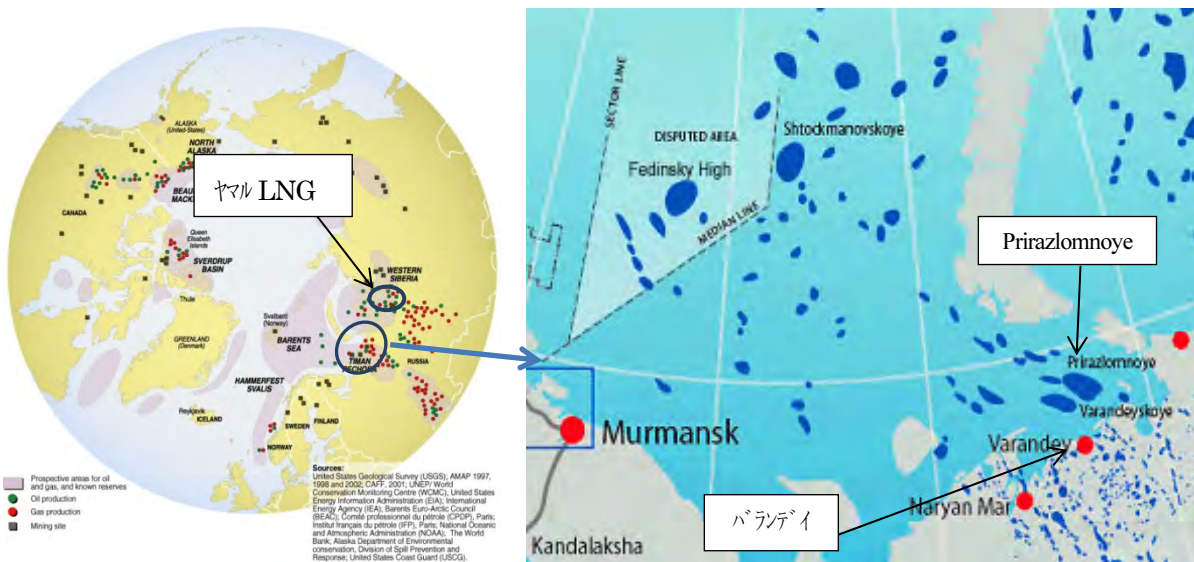 ALASKA
(United-States)
NORTH
ALASKA
CANADA
ﾔﾏﾙ LNG
Queen
Elisabeth
Islands
SVERDRUP
BASIN
WESTERN
SIBERIA
Thule
Svalbard
(Norway)
BARENTS
SEA
GREENLAND
(Denmark)
TIMAN
RUSSIA
HAMMERFEST
SVALIS
Reykjavik
ICELAND
SWEDEN
FINLAND
NORWAY
Prospective areas for oil
and gas, and known reserves
Oil production
Gas production
Mining site
Sources:
United States Geological Survey (USGS); AMAP 1997,
1998 and 2002; CAFF, 2001; UNEP/ World
Conservation Monitoring Centre (WCMC); United States
Energy Information Administration (EIA); International
Energy Agency (IEA); Barents Euro-Arctic Council
(BEAC); Comité professionnel du pétrole (CPDP), Paris;
Institut français du pétrole (IFP), Paris; National Oceanic
and Atmospheric Administration (NOAA); The World
Bank; Alaska Department of Environmental
conservation, Division of Spill Prevention and
Response; United States Coast Guard (USCG).
SECTOR LINE
DISPUTED AREA
Shtockmanovskoye
Fedinsky High
MEDIAN LINE
Prirazlomnoye
Prirazlomnoye
Varandeyskoye
Murmansk
Varandey
Naryan Mar
ﾊﾞﾗﾝﾃﾞｲ
Kandalaksha